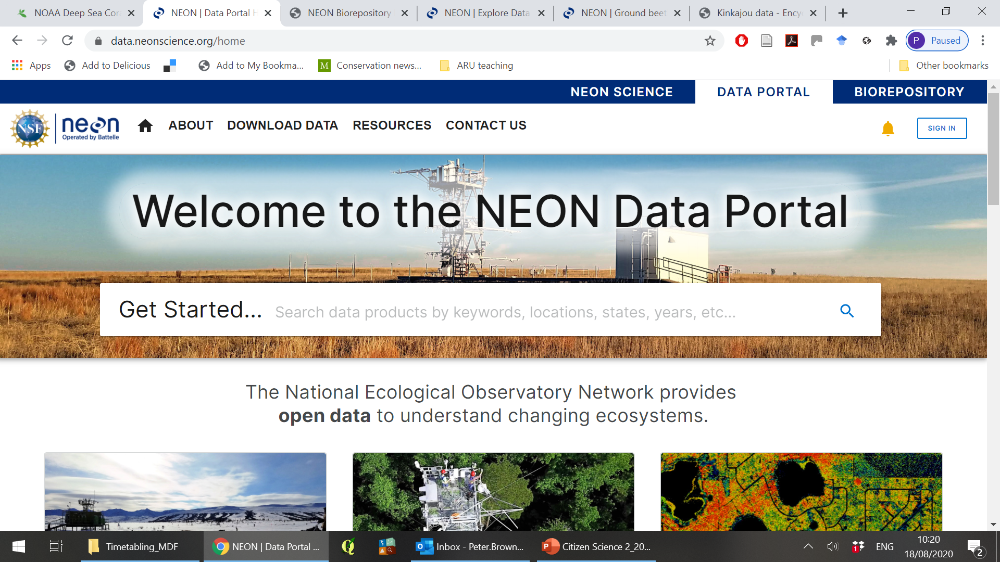 NOAA Deep Sea Cor
NEON | Data Portal H
NEON Biorepository
NEON | Explore Data
NEON | Ground beet
Kinkajou data - Ency
data.neonscience.org/home
P Paused
Apps
Add to Delicious
Add to My Bookma...
M Conservation news...
ARU teaching
Other bookmarks
NEON SCIENCE
DATA PORTAL
BIOREPOSITORY
NSF
neon
Operated by Battelle
ABOUT
DOWNLOAD DATA
RESOURCES
CONTACT US
SIGN IN
Welcome to the NEON Data Portal
Get Started...
Search data products by keywords, locations, states, years, etc...
The National Ecological Observatory Network provides
open data to understand changing ecosystems.
Timetabling_MDF
NEON | Data Portal ...
Inbox - Peter.Brown...
Citizen Science 2_20...
1
ENG
10:20
18/08/2020
2